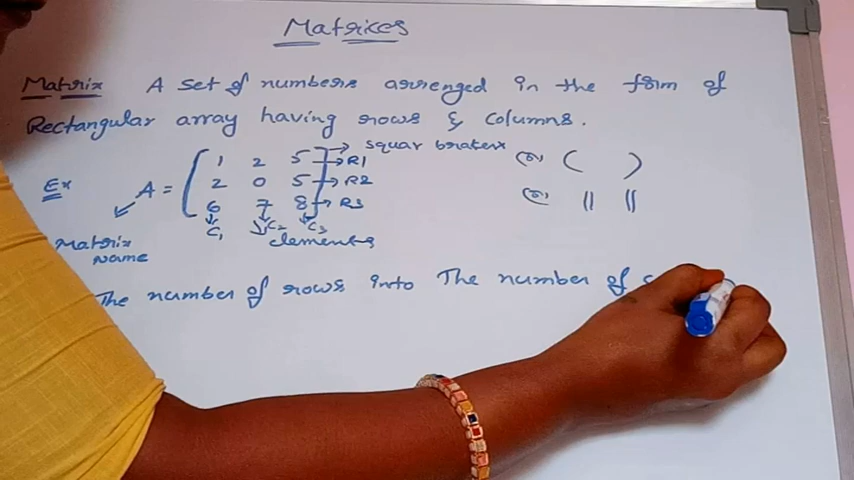 Matrices
Matrix A set of numbers arrenged in the form of
Rectangular array having rows & columns.
squar braketx
Ex A = [ 1 2 5 ] → R1 (or) ( )
2 0 5 → R2
6 7 8 → R3 (or) || ||
C1 C2 C3
elements
Matrix
name
The number of rows into The number of